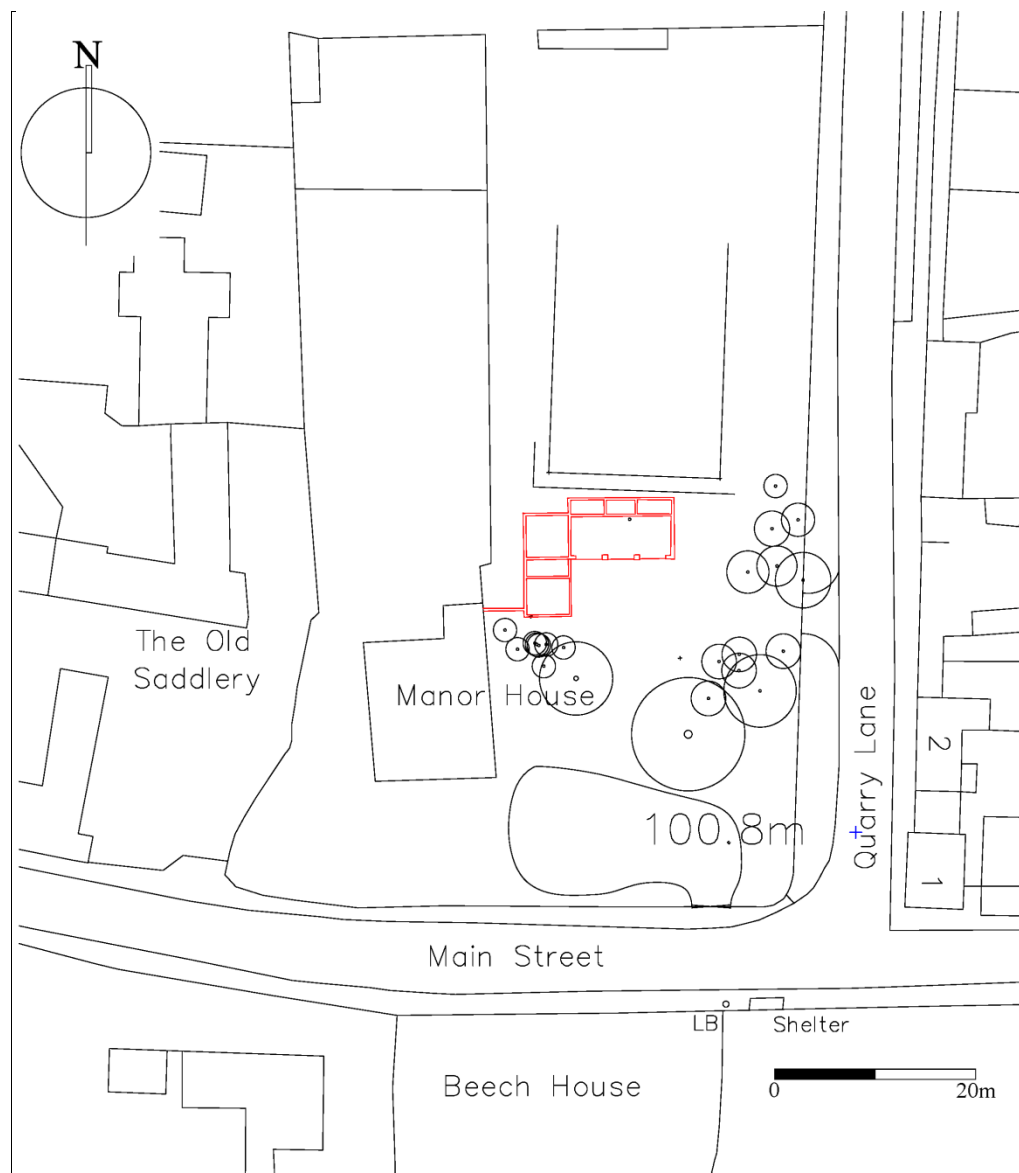 N
The Old
Saddlery
Manor House
Quarry Lane
2
100.8m
1
Main Street
LB
Shelter
Beech House
0
20m